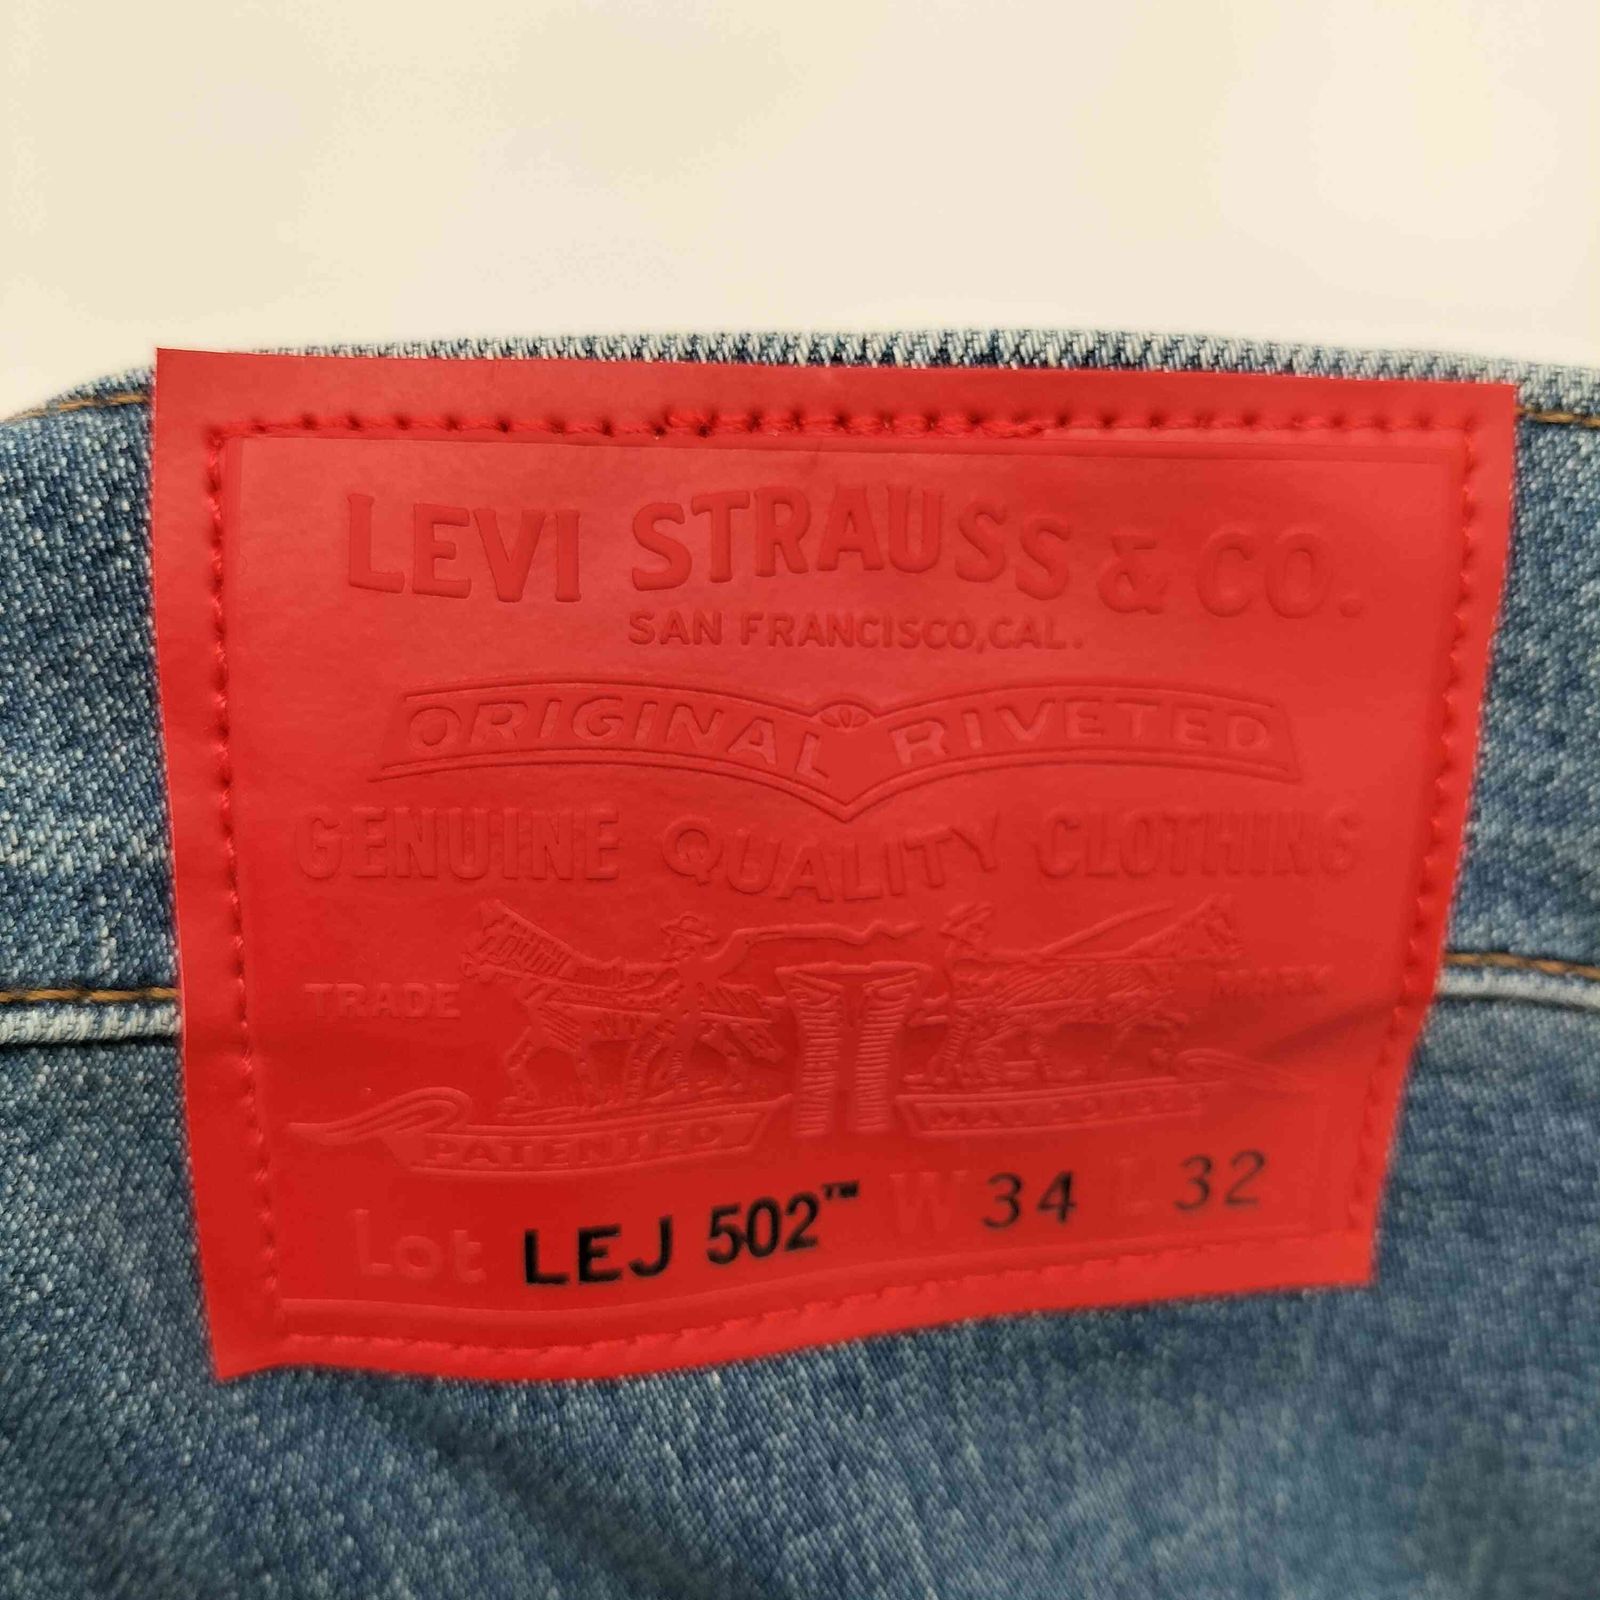 LEVI STRAUSS & CO.
SAN FRANCISCO, CAL.
ORIGINAL RIVETED
GENUINE QUALITY CLOTHING
TRADE MARK
PATENTED
Lot LEJ 502™ W 34 L 32